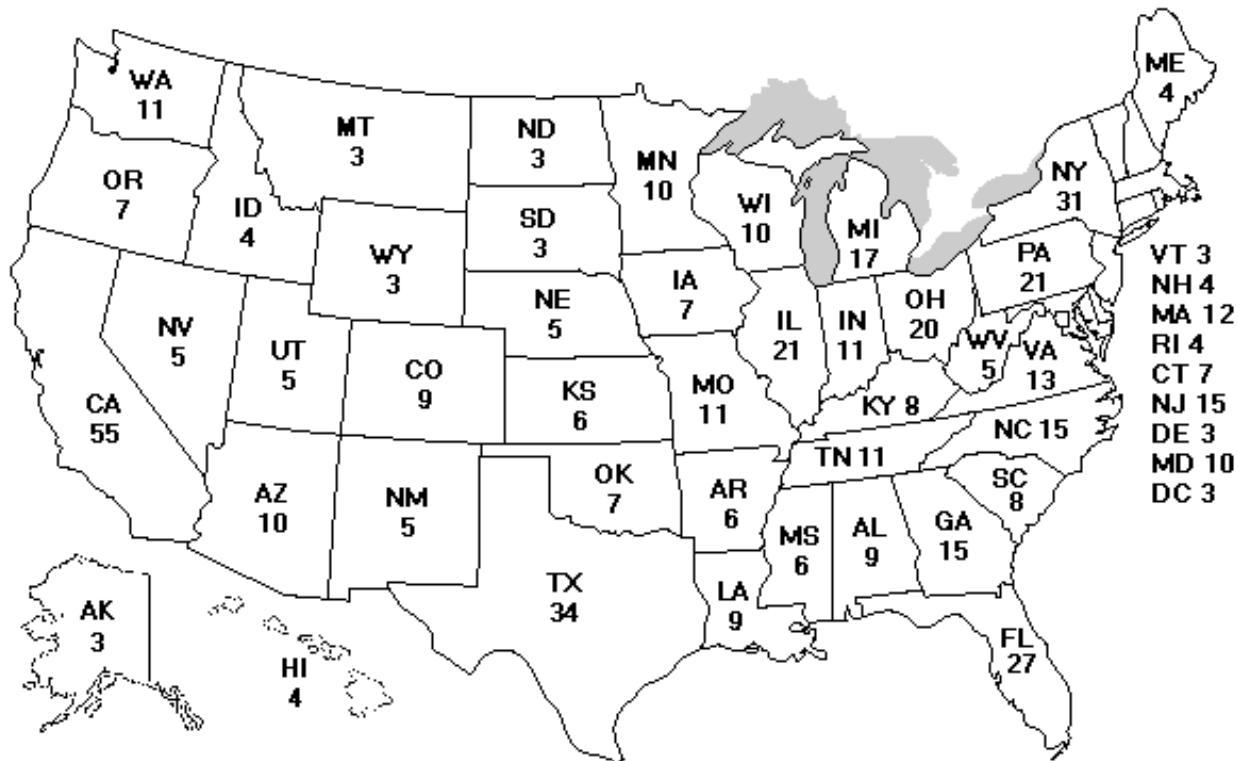 WA
11
OR
7
CA
55
NV
5
ID
4
MT
3
WY
3
UT
5
AZ
10
CO
9
NM
5
ND
3
SD
3
NE
5
KS
6
OK
7
TX
34
MN
10
IA
7
MO
11
AR
6
LA
9
WI
10
IL
21
MI
17
IN
11
OH
20
KY 8
TN 11
MS
6
AL
9
GA
15
FL
27
SC
8
NC 15
VA
13
WV
5
PA
21
NY
31
ME
4
VT 3
NH 4
MA 12
RI 4
CT 7
NJ 15
DE 3
MD 10
DC 3
AK
3
HI
4